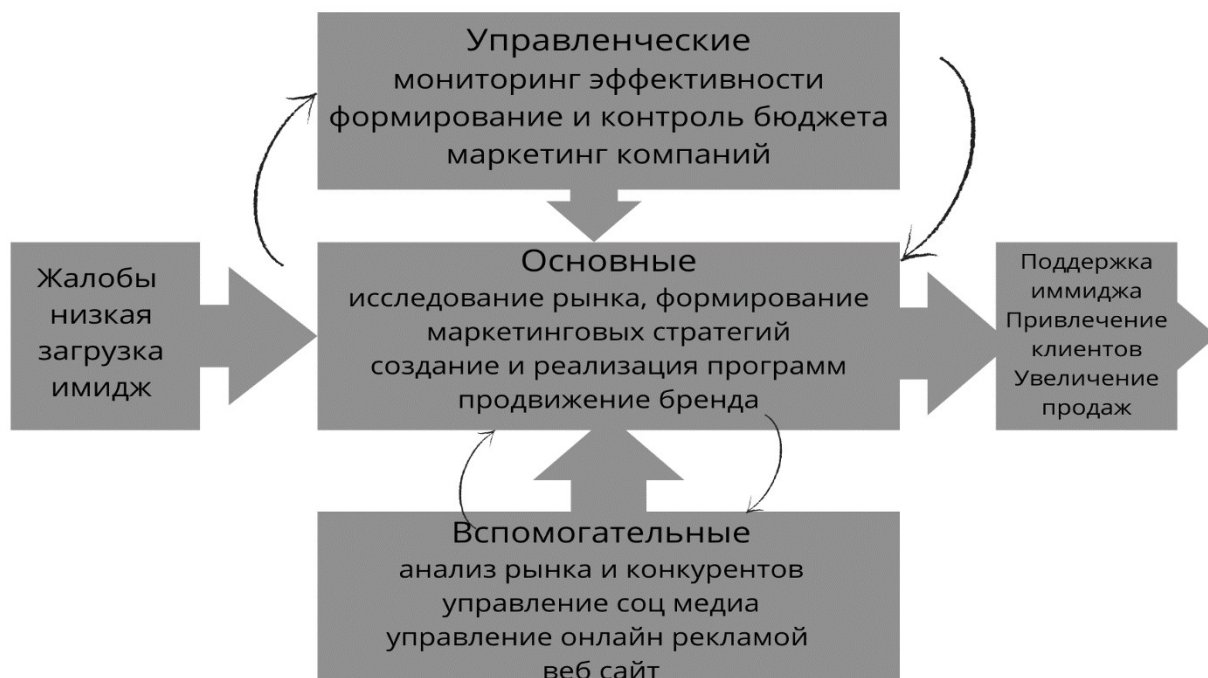 Управленческие
мониторинг эффективности
формирование и контроль бюджета
маркетинг компаний
Жалобы
низкая
загрузка
имидж
Основные
исследование рынка, формирование
маркетинговых стратегий
создание и реализация программ
продвижение бренда
Поддержка
иммиджа
Привлечение
клиентов
Увеличение
продаж
Вспомогательные
анализ рынка и конкурентов
управление соц медиа
управление онлайн рекламой
веб сайт